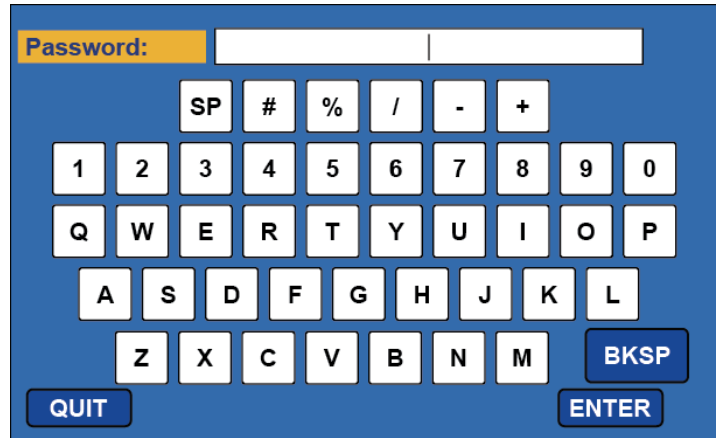 Password:
SP # % / - +
1 2 3 4 5 6 7 8 9 0
Q W E R T Y U I O P
A S D F G H J K L
Z X C V B N M BKSP
QUIT ENTER